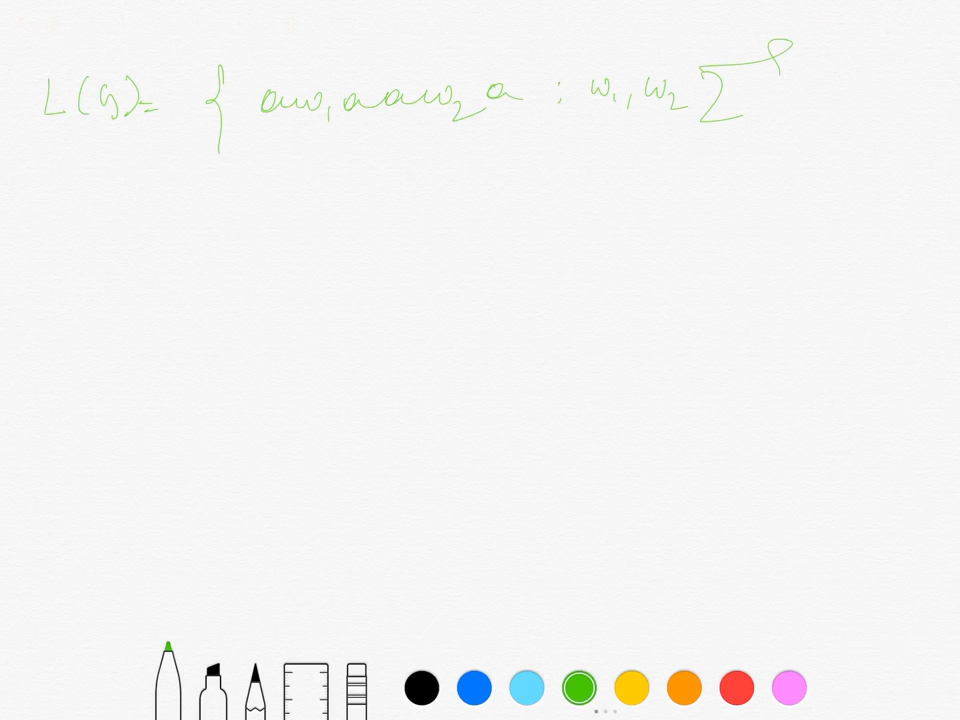 L(G)= { aw₁aaw₂a : w₁,w₂